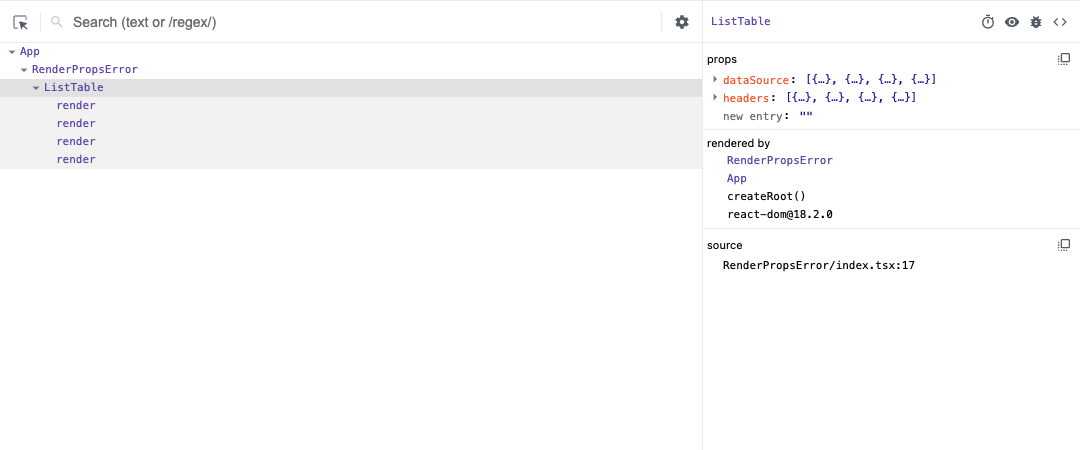 Search (text or /regex/)
App
RenderPropsError
ListTable
render
render
render
render
ListTable
props
dataSource: [{…}, {…}, {…}, {…}]
headers: [{…}, {…}, {…}, {…}]
new entry: ""
rendered by
RenderPropsError
App
createRoot()
react-dom@18.2.0
source
RenderPropsError/index.tsx:17